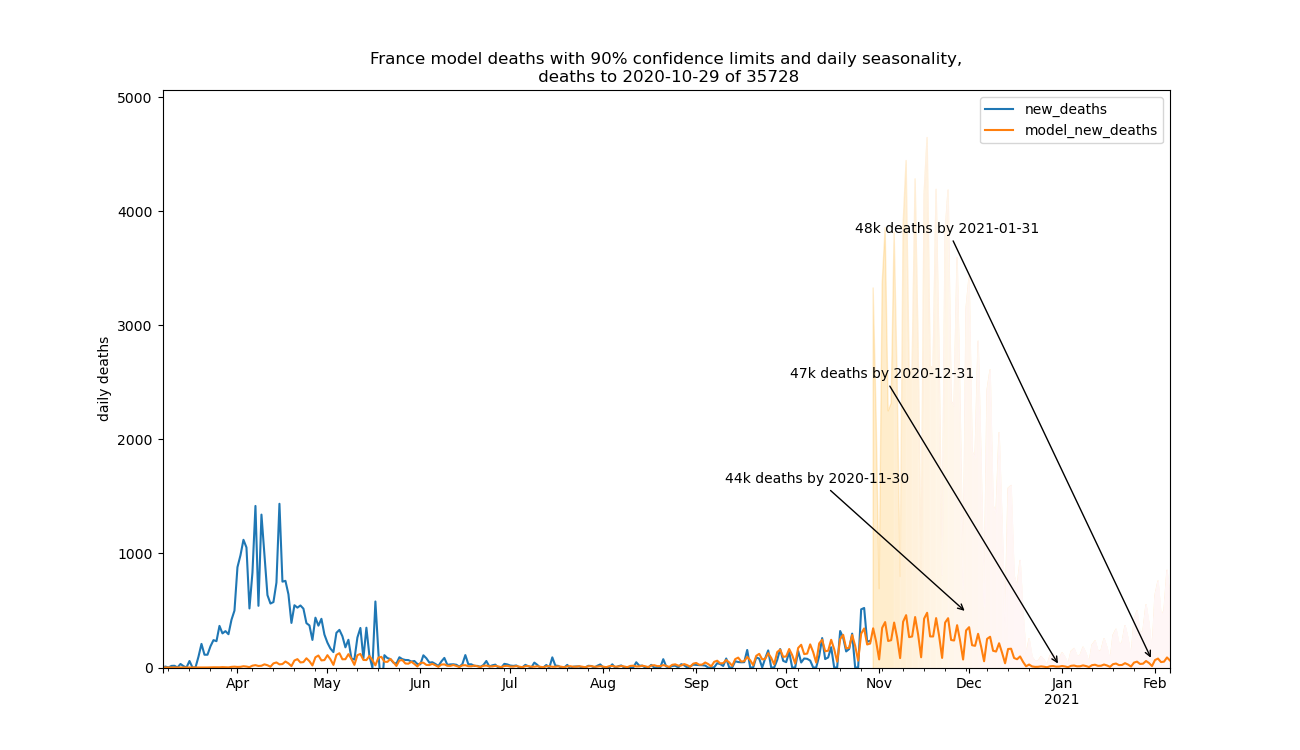 France model deaths with 90% confidence limits and daily seasonality,
deaths to 2020-10-29 of 35728
new_deaths
model_new_deaths
daily deaths
5000
4000
3000
2000
1000
0
48k deaths by 2021-01-31
47k deaths by 2020-12-31
44k deaths by 2020-11-30
Apr May Jun Jul Aug Sep Oct Nov Dec Jan Feb
2021